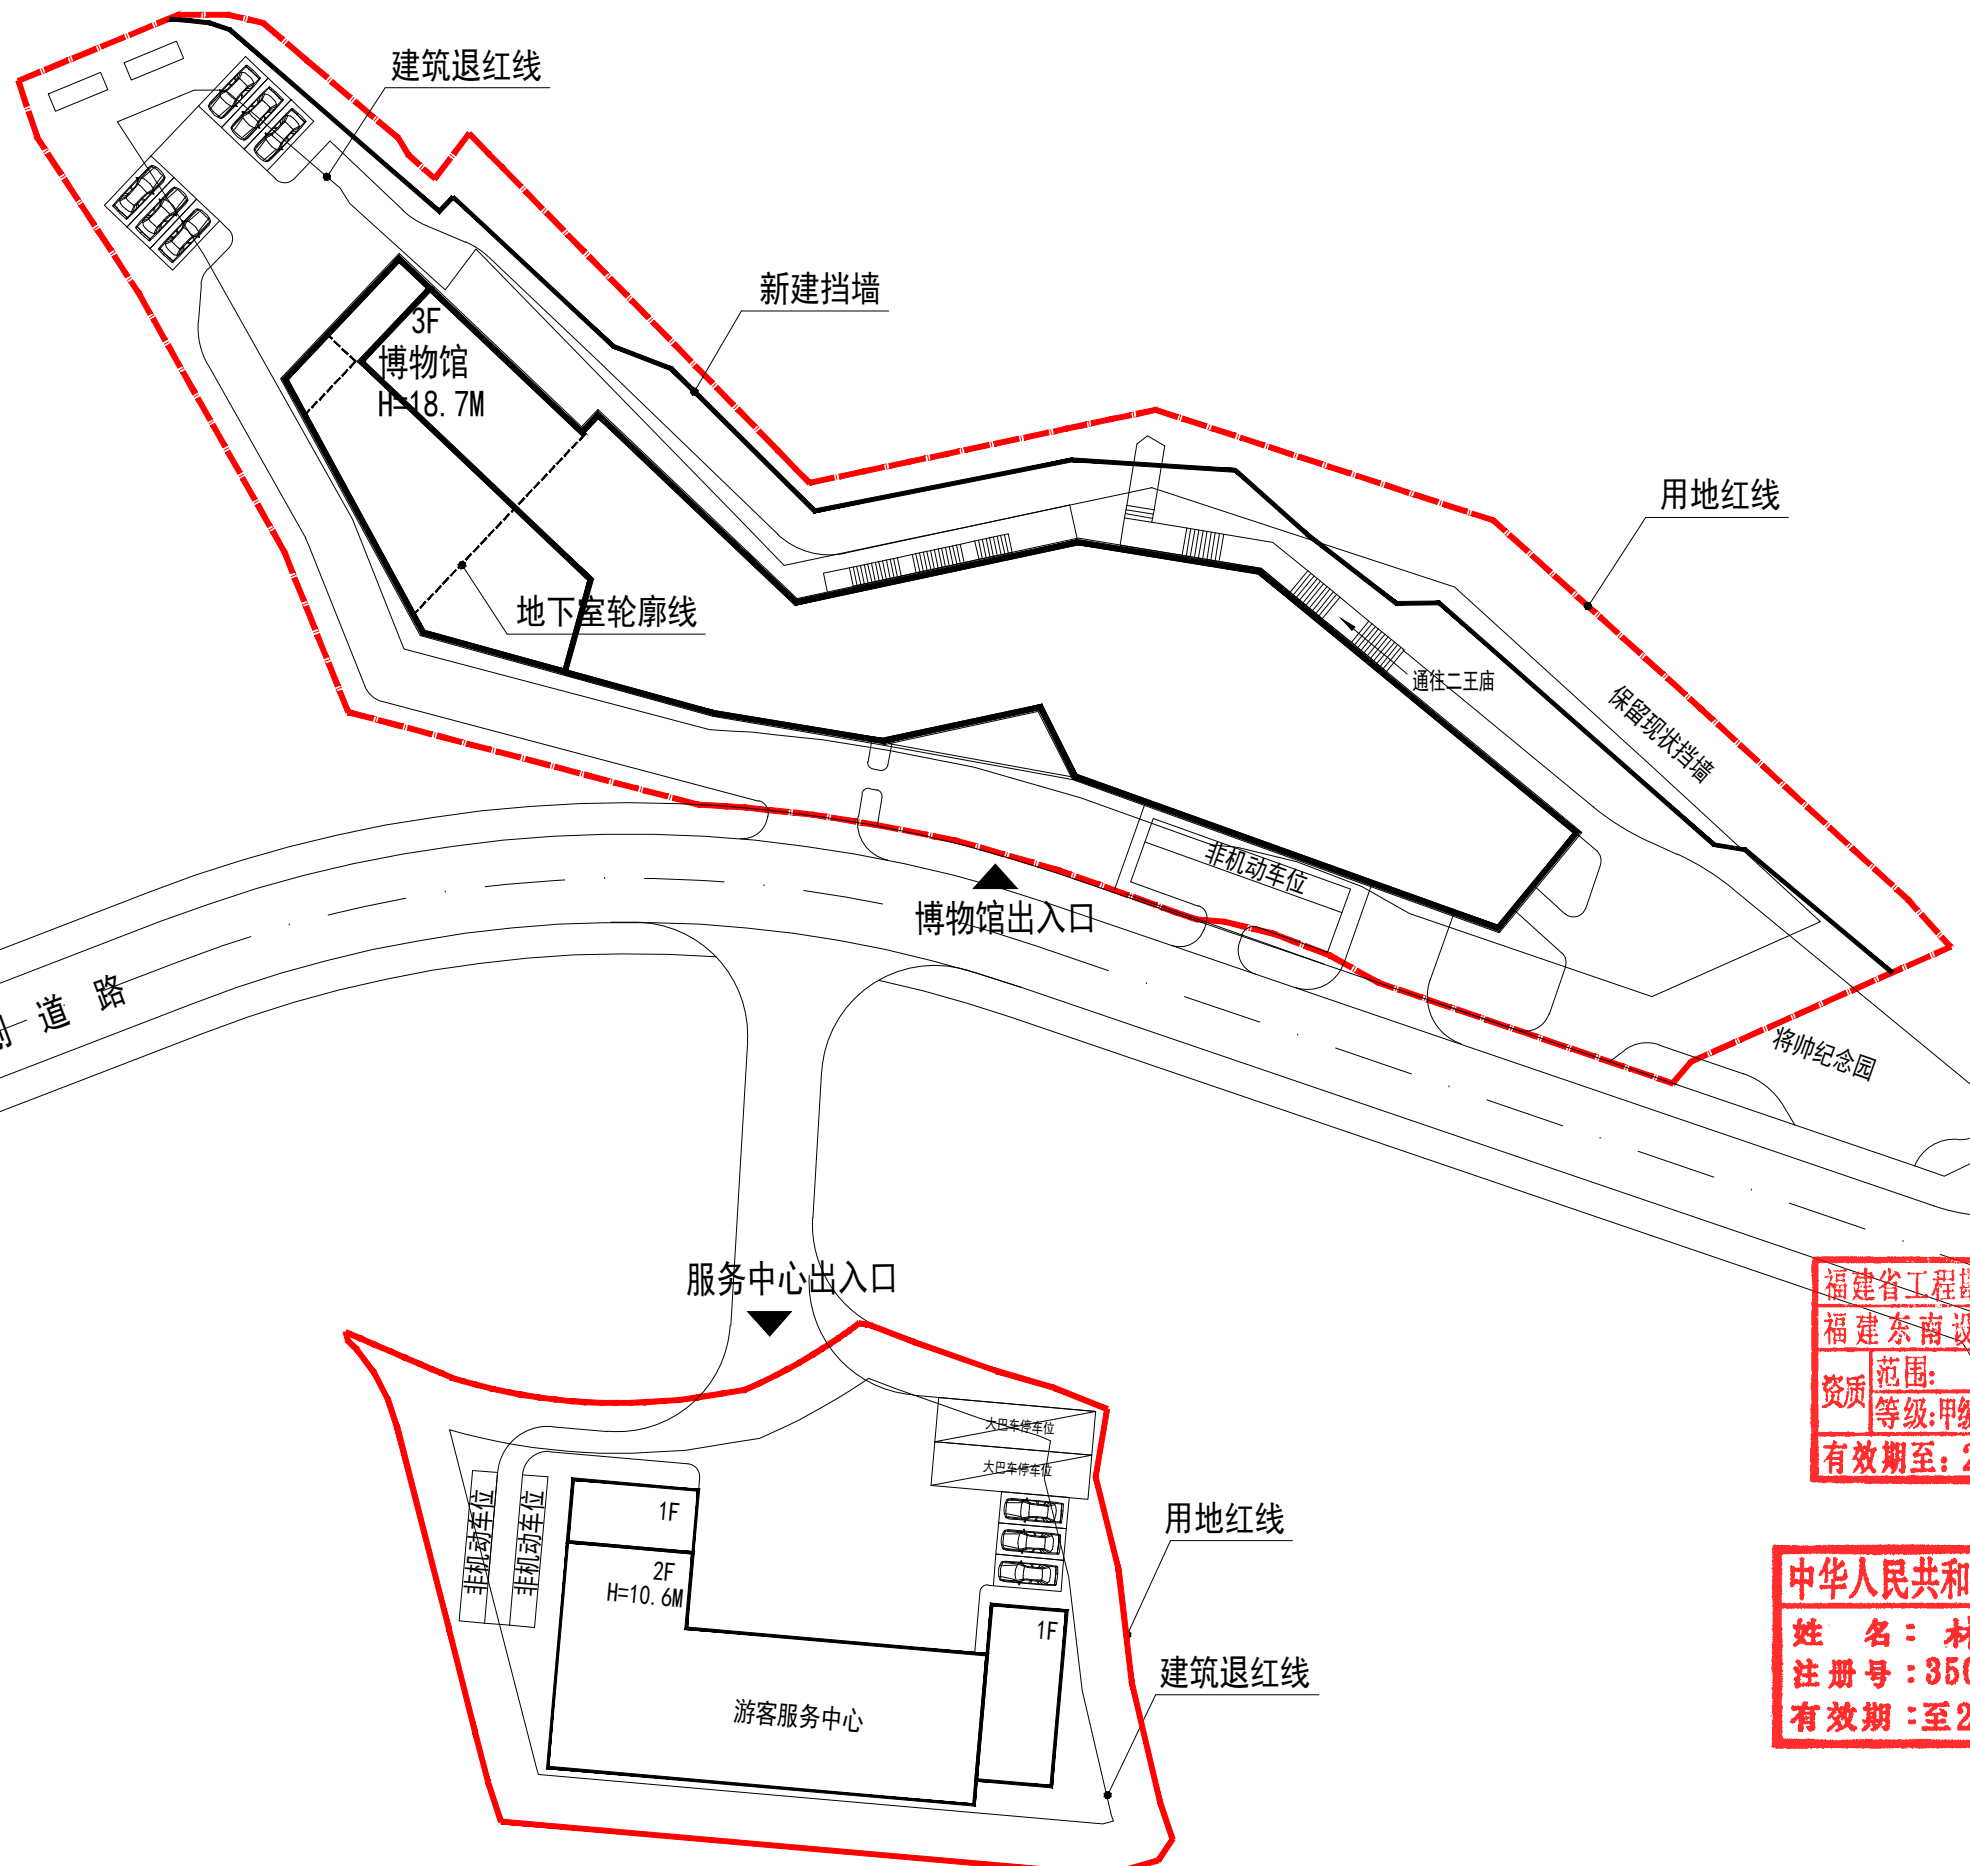 建筑退红线
新建挡墙
3F
博物馆
H=18.7M
用地红线
地下室轮廓线
通往二王庙
保留现状挡墙
非机动车位
博物馆出入口
道路
将帅纪念园
服务中心出入口
福建省工程
福建东南设
资质
范围:
等级:甲级
有效期至: 2
大巴车停车位
大巴车停车位
非机动车位
非机动车位
1F
2F
H=10.6M
用地红线
1F
中华人民共和
姓 名: 林
注册号:350
有效期:至2
建筑退红线
游客服务中心